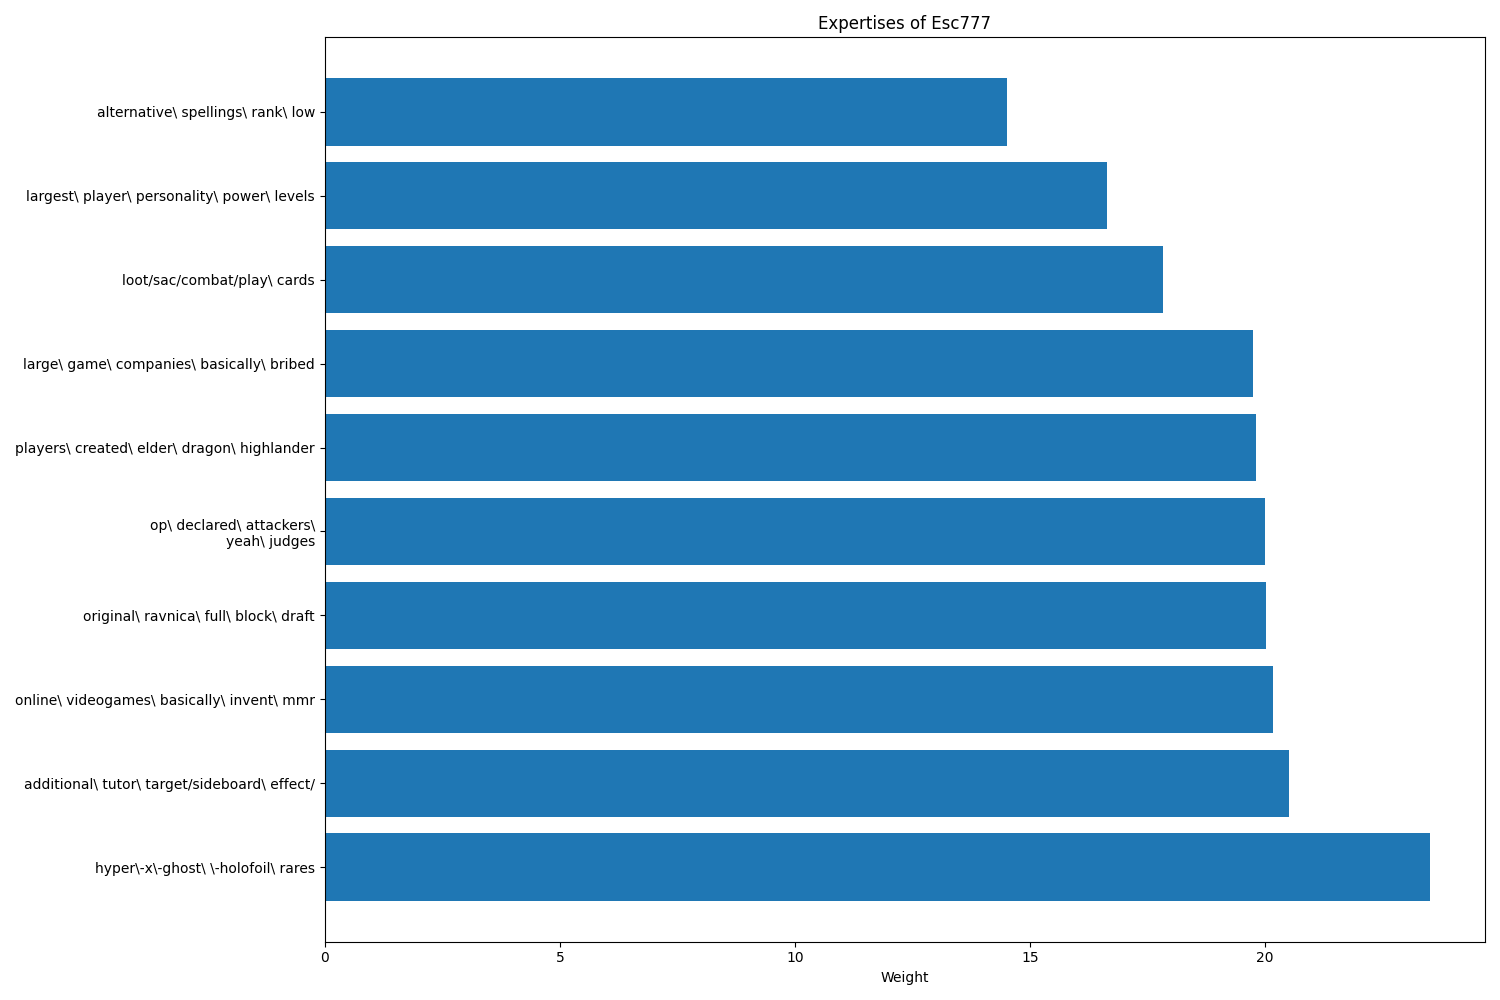 Expertises of Esc777
alternative\ spellings\ rank\ low
largest\ player\ personality\ power\ levels
loot/sac/combat/play\ cards
large\ game\ companies\ basically\ bribed
players\ created\ elder\ dragon\ highlander
op\ declared\ attackers\
yeah\ judges
original\ ravnica\ full\ block\ draft
online\ videogames\ basically\ invent\ mmr
additional\ tutor\ target/sideboard\ effect/
hyper\-x\-ghost\ \-holofoil\ rares
0 5 10 15 20
Weight